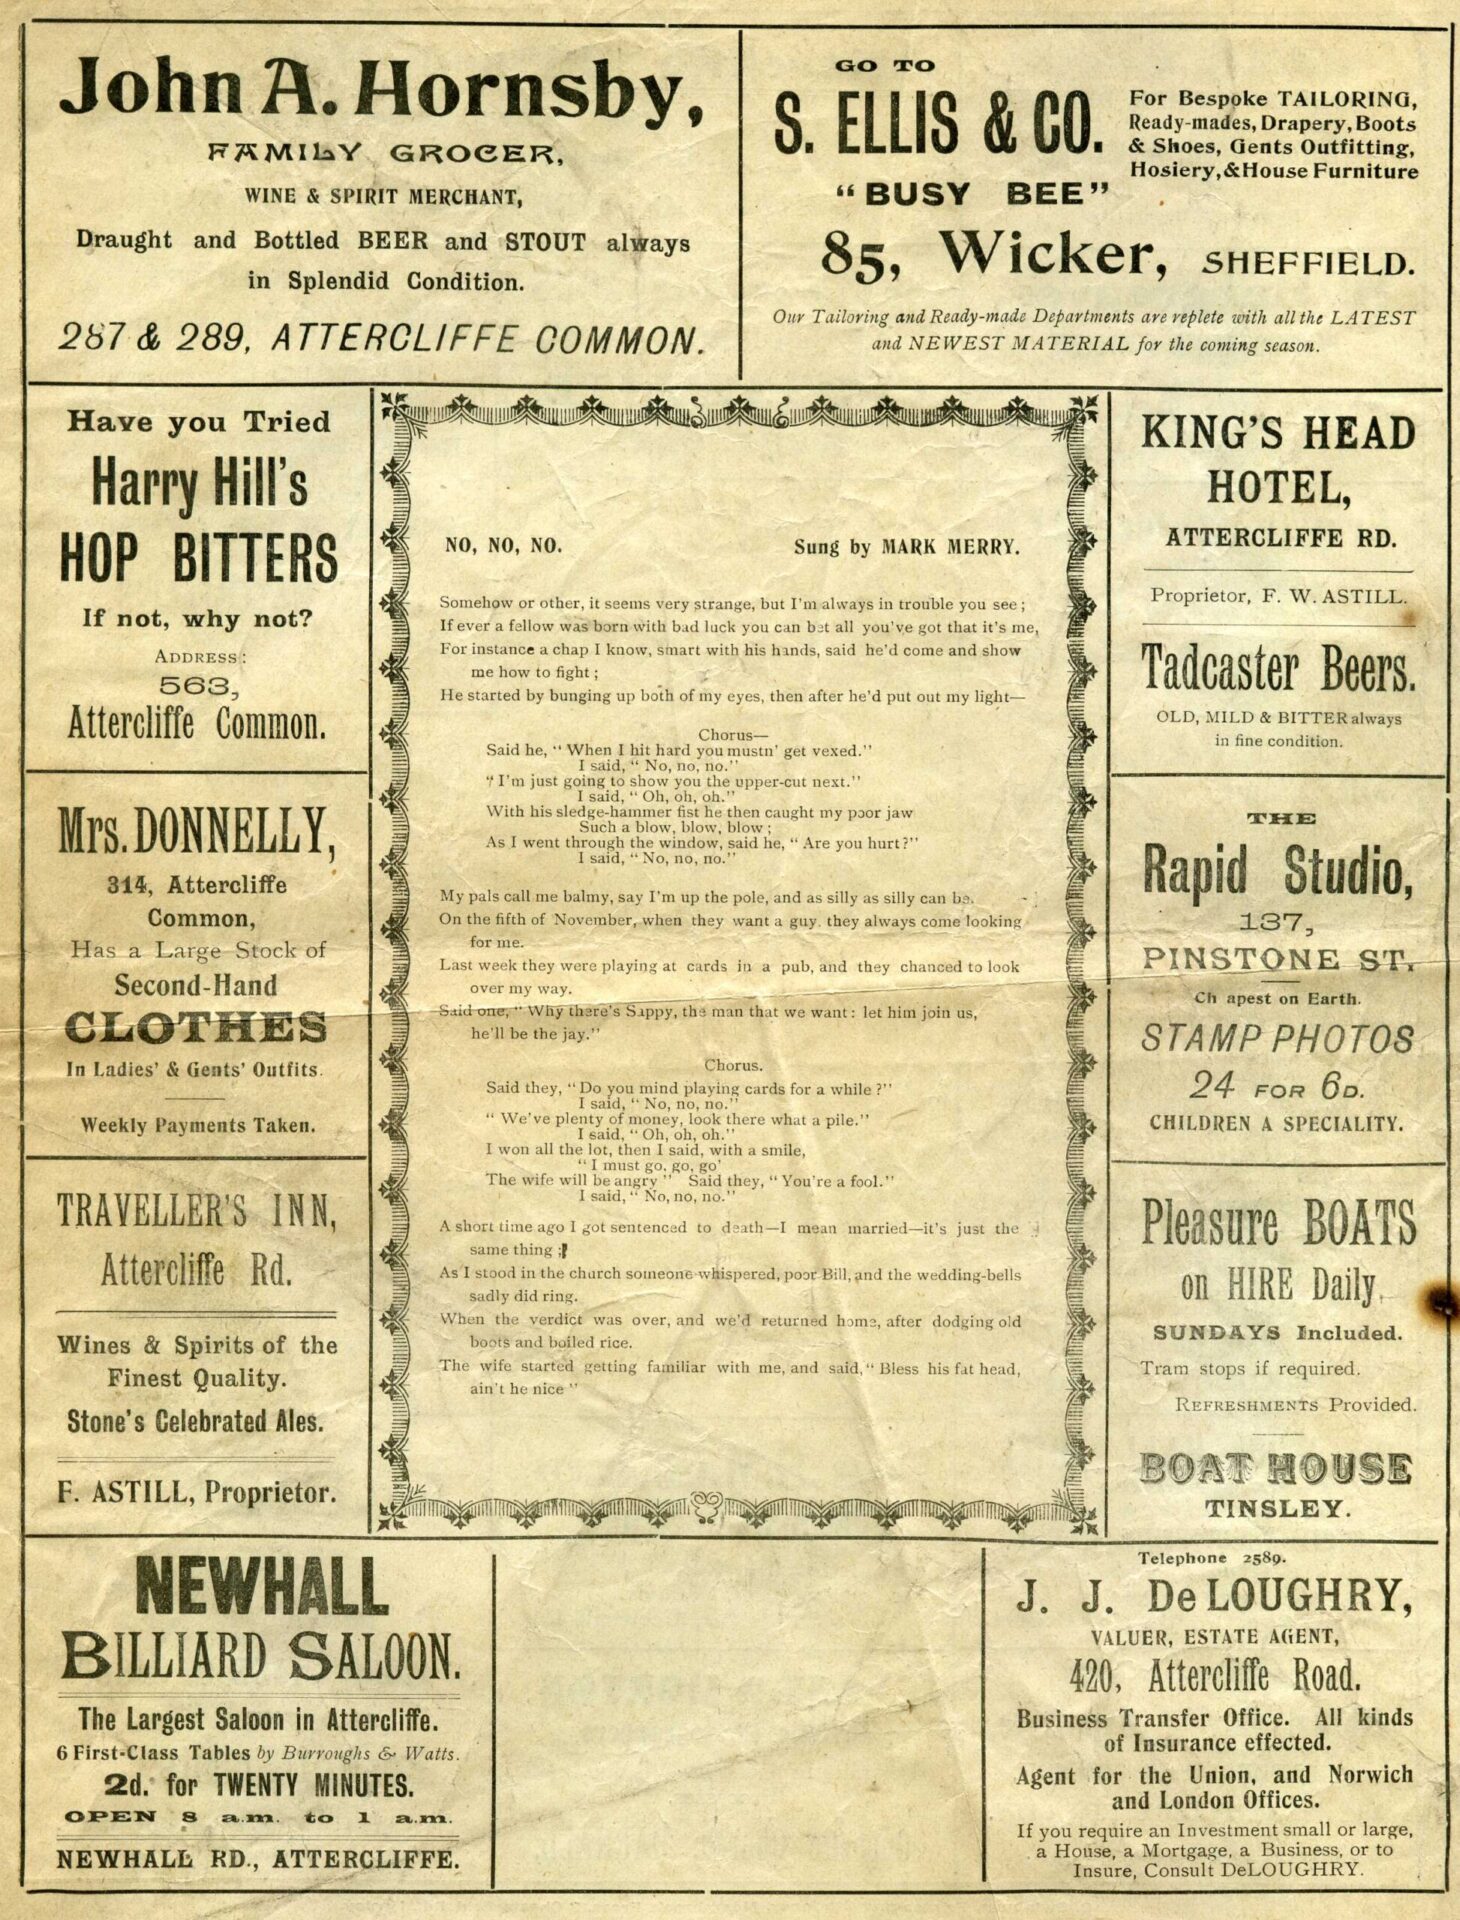 John A. Hornsby,
FAMILY GROCER,
WINE & SPIRIT MERCHANT,
Draught and Bottled BEER and STOUT always
in Splendid Condition.
287 & 289, ATTERCLIFFE COMMON.
GO TO
S. ELLIS & CO.
"BUSY BEE"
For Bespoke TAILORING,
Ready-mades, Drapery, Boots
& Shoes, Gents Outfitting,
Hosiery, & House Furniture
85, Wicker, SHEFFIELD.
Our Tailoring and Ready-made Departments are replete with all the LATEST
and NEWEST MATERIAL for the coming season.
Have you Tried
Harry Hill's
HOP BITTERS
If not, why not?
ADDRESS:
563,
Attercliffe Common.
Mrs. DONNELLY,
314, Attercliffe
Common,
Has a Large Stock of
Second-Hand
CLOTHES
In Ladies' & Gents' Outfits.
Weekly Payments Taken.
TRAVELLER'S INN,
Attercliffe Rd.
Wines & Spirits of the
Finest Quality.
Stone's Celebrated Ales.
F. ASTILL, Proprietor.
NO, NO, NO. Sung by MARK MERRY.
Somehow or other, it seems very strange, but I'm always in trouble you see;
If ever a fellow was born with bad luck you can bet all you've got that it's me,
For instance a chap I know, smart with his hands, said he'd come and show
me how to fight;
He started by bunging up both of my eyes, then after he'd put out my light—
Chorus—
Said he, "When I hit hard you mustn' get vexed."
I said, "No, no, no."
"I'm just going to show you the upper-cut next."
I said, "Oh, oh, oh."
With his sledge-hammer fist he then caught my poor jaw
Such a blow, blow, blow;
As I went through the window, said he, "Are you hurt?"
I said, "No, no, no."
My pals call me balmy, say I'm up the pole, and as silly as silly can be.
On the fifth of November, when they want a guy. they always come looking
for me.
Last week they were playing at cards in a pub, and they chanced to look
over my way.
Said one, "Why there's Sappy, the man that we want: let him join us,
he'll be the jay."
Chorus.
Said they, "Do you mind playing cards for a while?"
I said, "No, no, no."
"We've plenty of money, look there what a pile."
I said, "Oh, oh, oh."
I won all the lot, then I said, with a smile,
"I must go, go, go'
The wife will be angry" Said they, "You're a fool."
I said, "No, no, no."
A short time ago I got sentenced to death—I mean married—it's just the
same thing;
As I stood in the church someone whispered, poor Bill, and the wedding-bells
sadly did ring.
When the verdict was over, and we'd returned home, after dodging old
boots and boiled rice.
The wife started getting familiar with me, and said, "Bless his fat head,
ain't he nice"
KING'S HEAD
HOTEL,
ATTERCLIFFE RD.
Proprietor, F. W. ASTILL.
Tadcaster Beers.
OLD, MILD & BITTER always
in fine condition.
THE
Rapid Studio,
137,
PINSTONE ST.
Ch apest on Earth.
STAMP PHOTOS
24 FOR 6D.
CHILDREN A SPECIALITY.
Pleasure BOATS
on HIRE Daily.
SUNDAYS Included.
Tram stops if required.
REFRESHMENTS Provided.
BOAT HOUSE
TINSLEY.
NEWHALL
BILLIARD SALOON.
The Largest Saloon in Attercliffe.
6 First-Class Tables by Burroughs & Watts.
2d. for TWENTY MINUTES.
OPEN 8 a.m. to 1 a.m.
NEWHALL RD., ATTERCLIFFE.
Telephone 2589.
J. J. De LOUGHRY,
VALUER, ESTATE AGENT,
420, Attercliffe Road.
Business Transfer Office. All kinds
of Insurance effected.
Agent for the Union, and Norwich
and London Offices.
If you require an Investment small or large,
a House, a Mortgage, a Business, or to
Insure, Consult DeLOUGHRY.